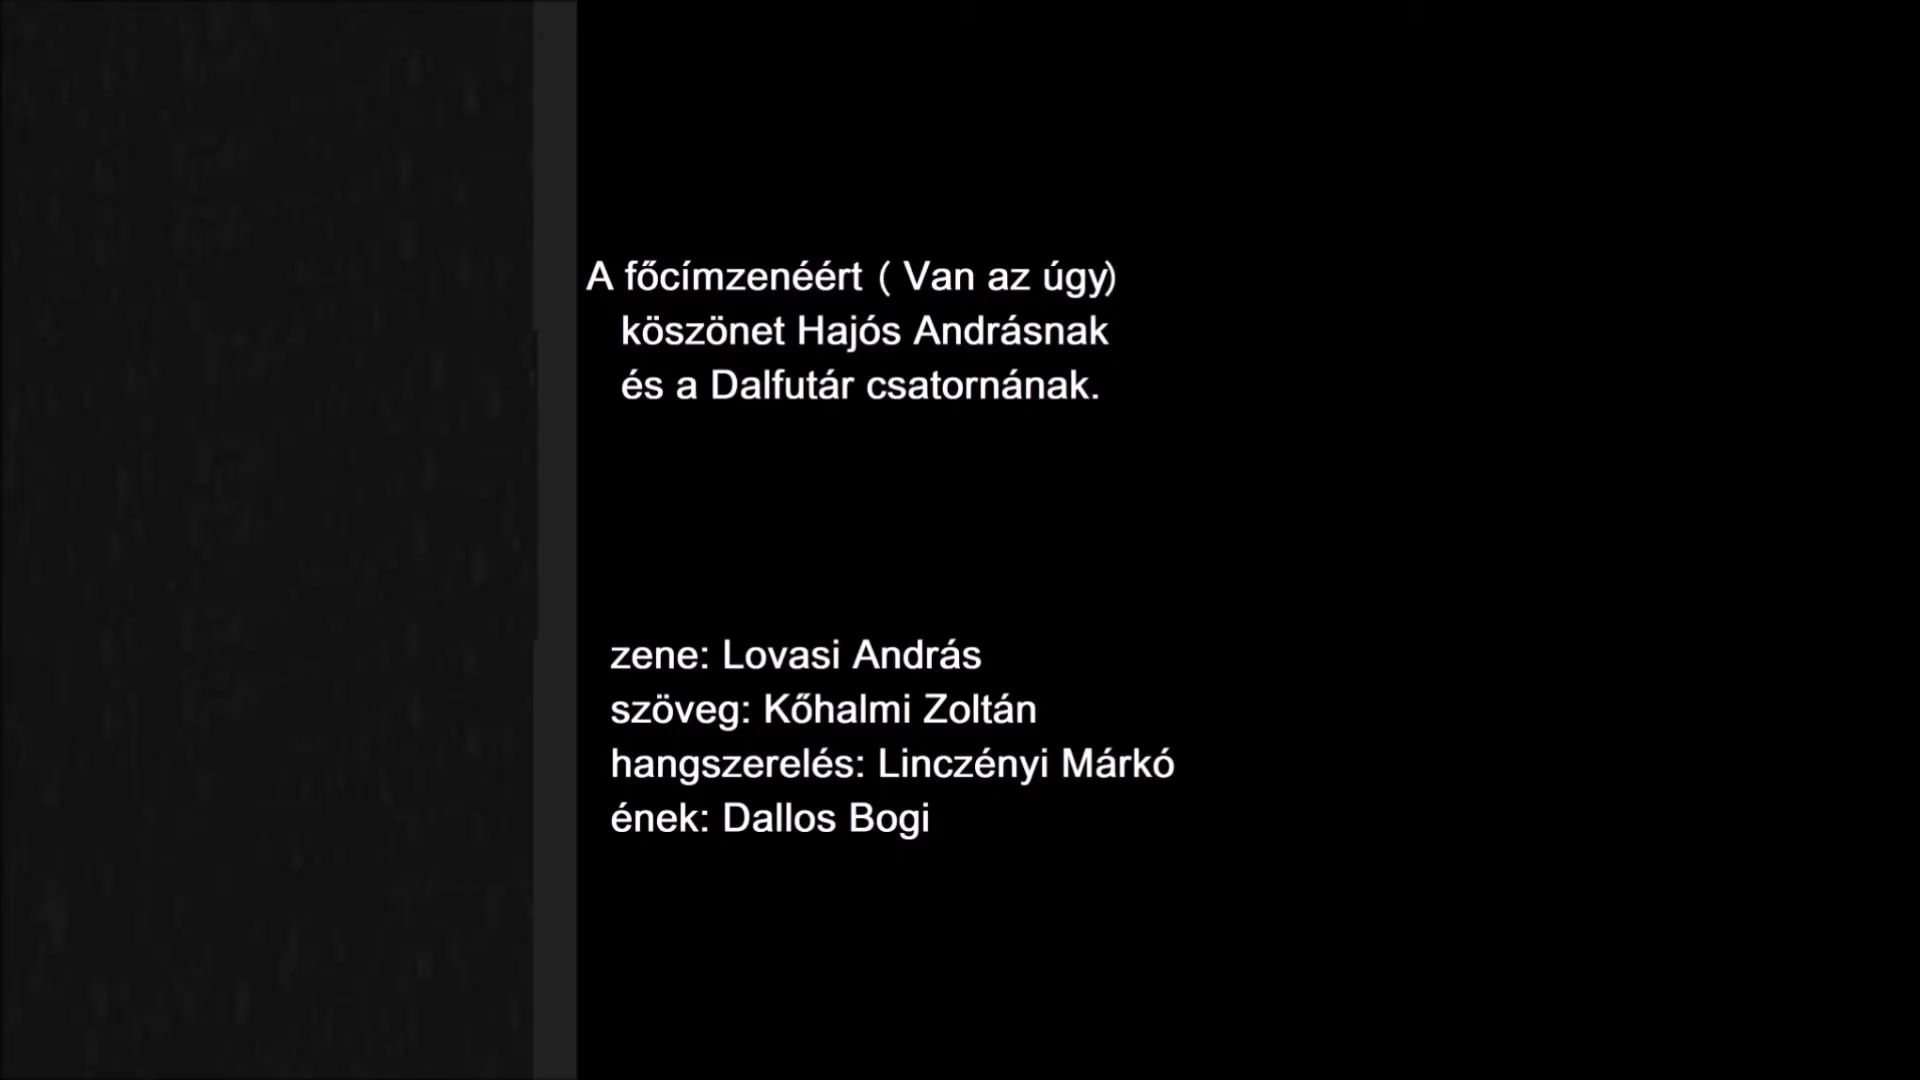 A főcímzenéért ( Van az úgy)
köszönet Hajós Andrásnak
és a Dalfutár csatornának.
zene: Lovasi András
szöveg: Kőhalmi Zoltán
hangszerelés: Linczényi Márkó
ének: Dallos Bogi